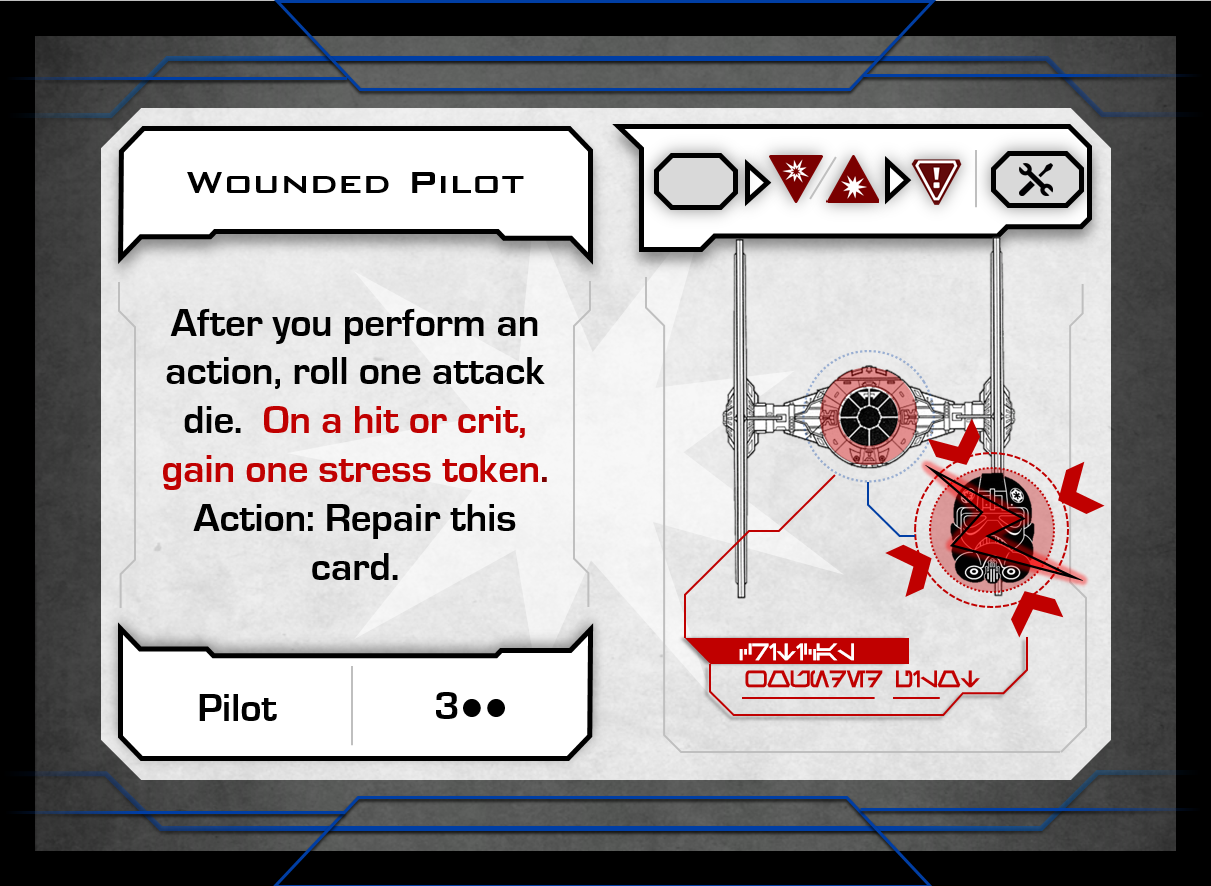 Wounded Pilot
After you perform an
action, roll one attack
die. On a hit or crit,
gain one stress token.
Action: Repair this
card.
Pilot
3●●